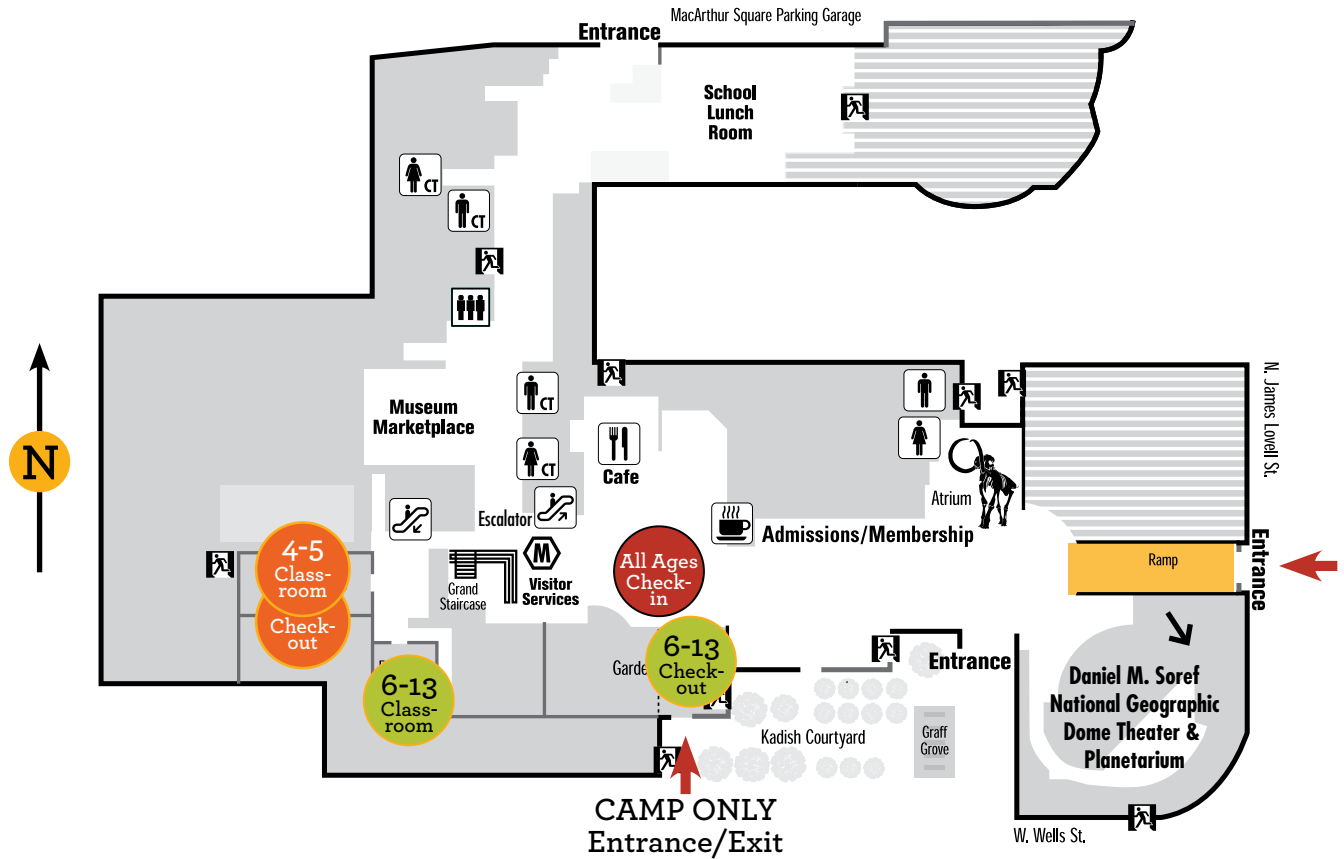 MacArthur Square Parking Garage
Entrance
School
Lunch
Room
CT
CT
N. James Lovell St.
CT
Museum
Marketplace
CT
N
Cafe
Atrium
Escalator
Admissions/Membership
4-5
Class-
room
Check-
out
M
Visitor
Services
Grand
Staircase
All Ages
Check-
in
Ramp
Entrance
6-13
Check-
out
Garde
Entrance
6-13
Class-
room
Daniel M. Soref
National Geographic
Dome Theater &
Planetarium
Kadish Courtyard
Graff
Grove
CAMP ONLY
Entrance/Exit
W. Wells St.